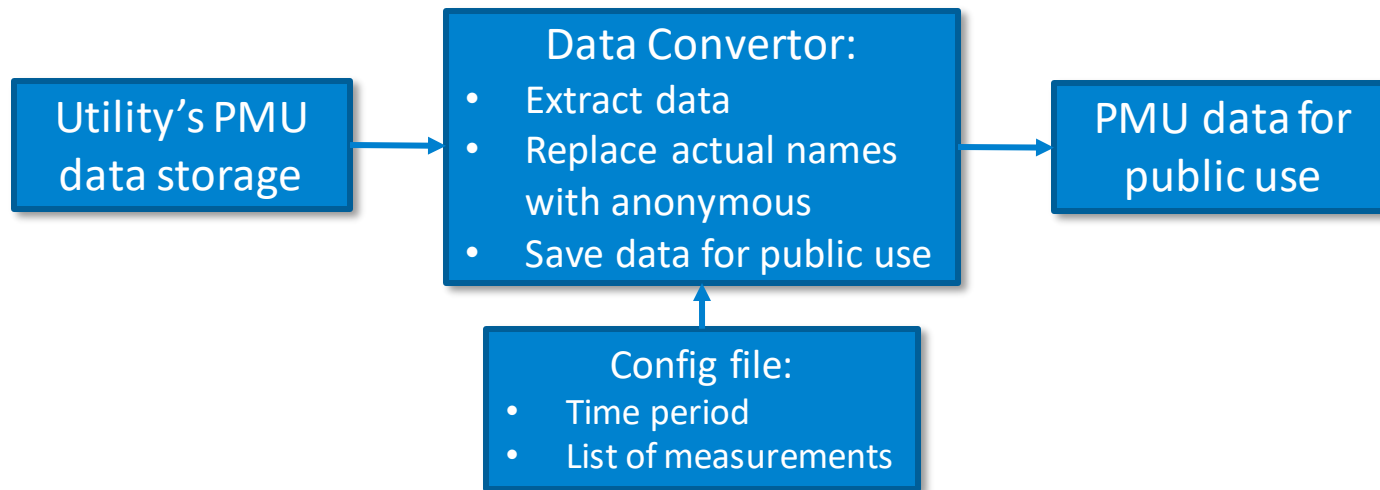 Utility’s PMU
data storage
Data Convertor:
• Extract data
• Replace actual names
with anonymous
• Save data for public use
PMU data for
public use
Config file:
• Time period
• List of measurements